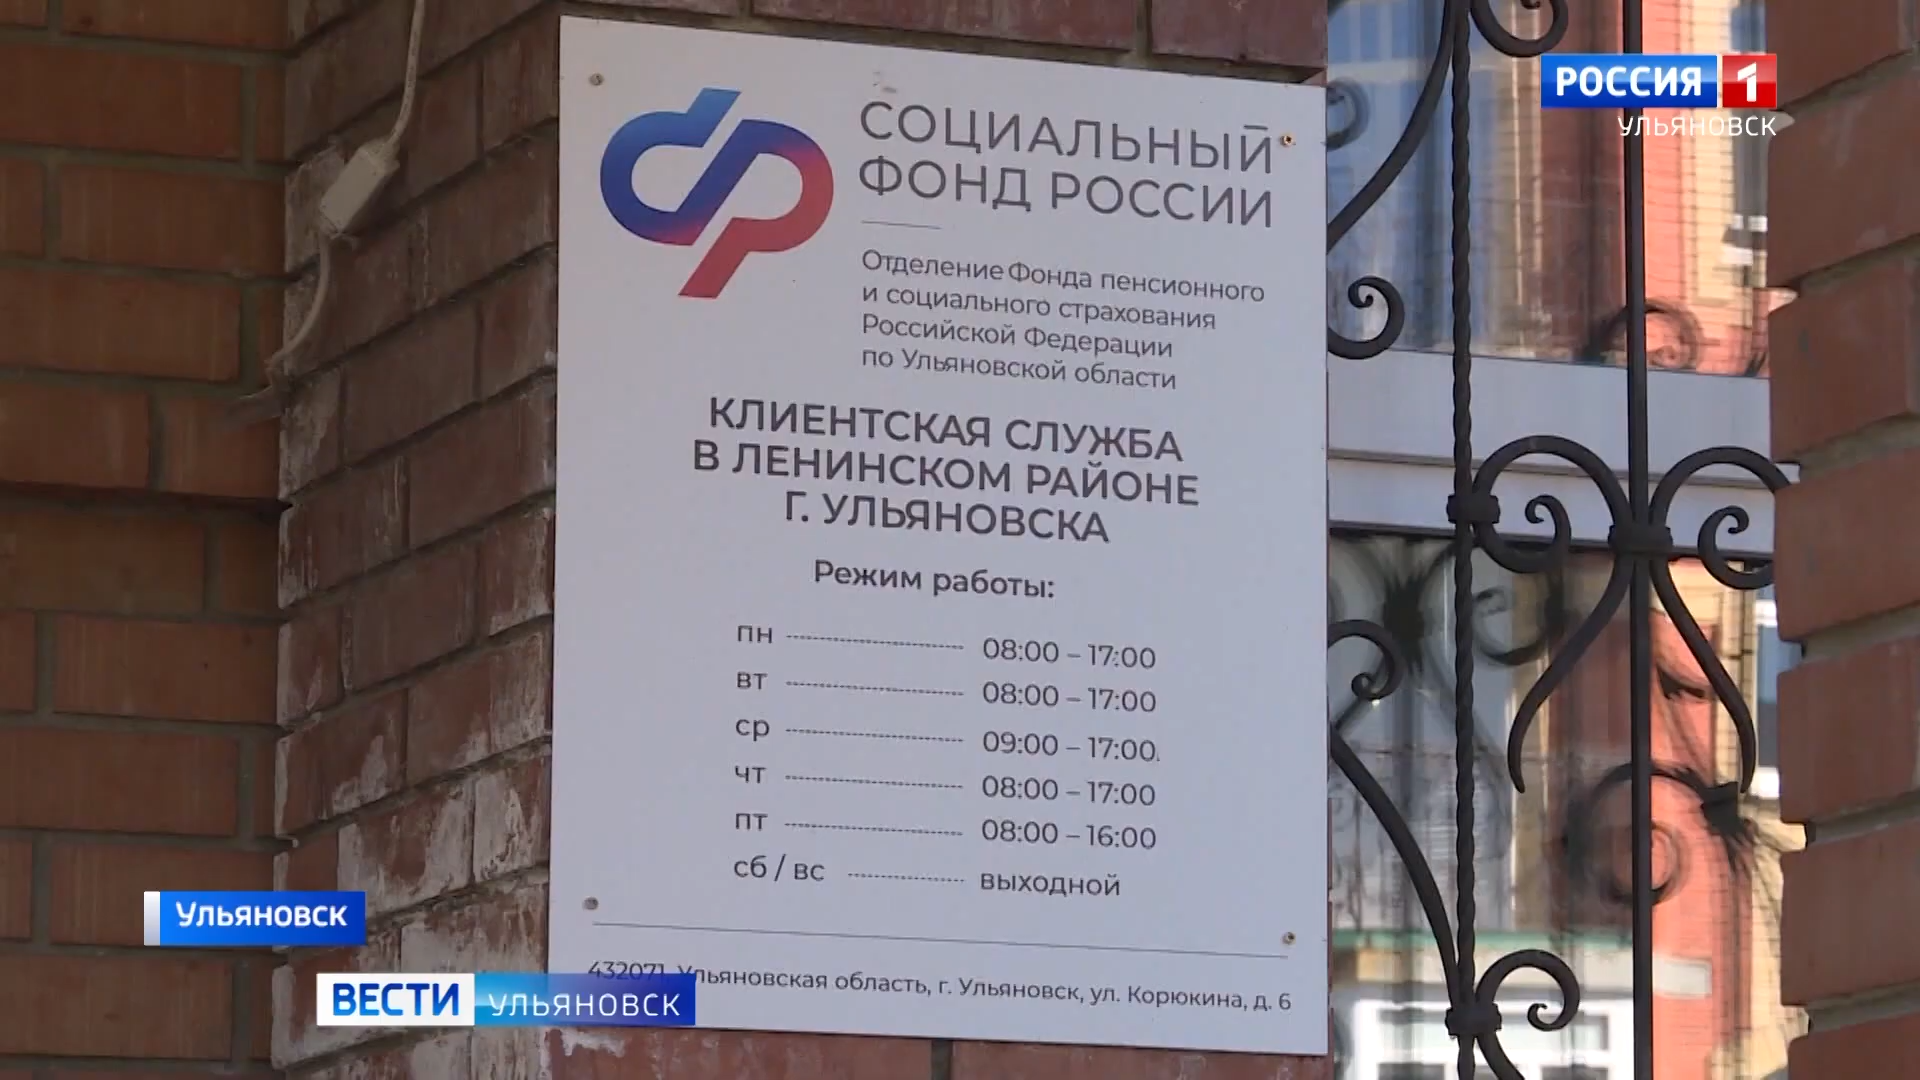 РОССИЯ 1
УЛЬЯНОВСК
СОЦИАЛЬНЫЙ
ФОНД РОССИИ
Отделение Фонда пенсионного
и социального страхования
Российской Федерации
по Ульяновской области
КЛИЕНТСКАЯ СЛУЖБА
В ЛЕНИНСКОМ РАЙОНЕ
Г. УЛЬЯНОВСКА
Режим работы:
пн 08:00 – 17:00
вт 08:00 – 17:00
ср 09:00 – 17:00
чт 08:00 – 17:00
пт 08:00 – 16:00
сб / вс выходной
432071, Ульяновская область, г. Ульяновск, ул. Корюкина, д. 6
Ульяновск
ВЕСТИ УЛЬЯНОВСК